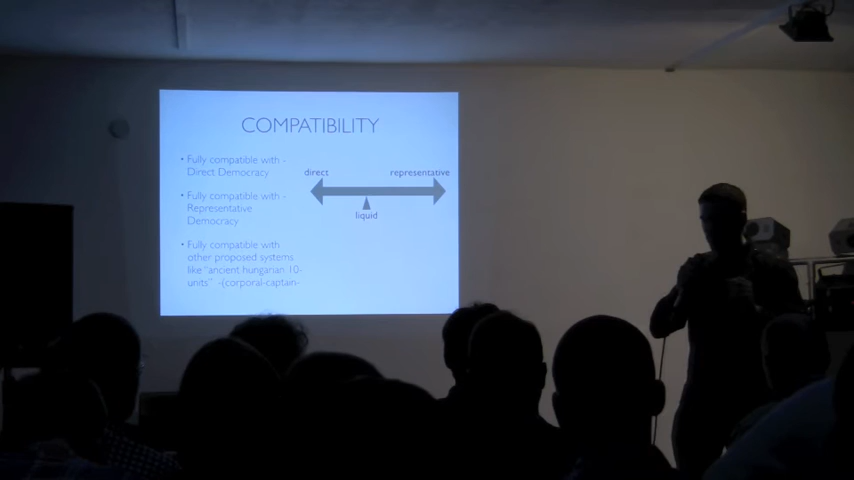 COMPATIBILITY
• Fully compatible with -
Direct Democracy
• Fully compatible with -
Representative
Democracy
• Fully compatible with
other proposed systems
like "ancient hungarian 10-
units" -(corporal-captain-
direct
representative
liquid